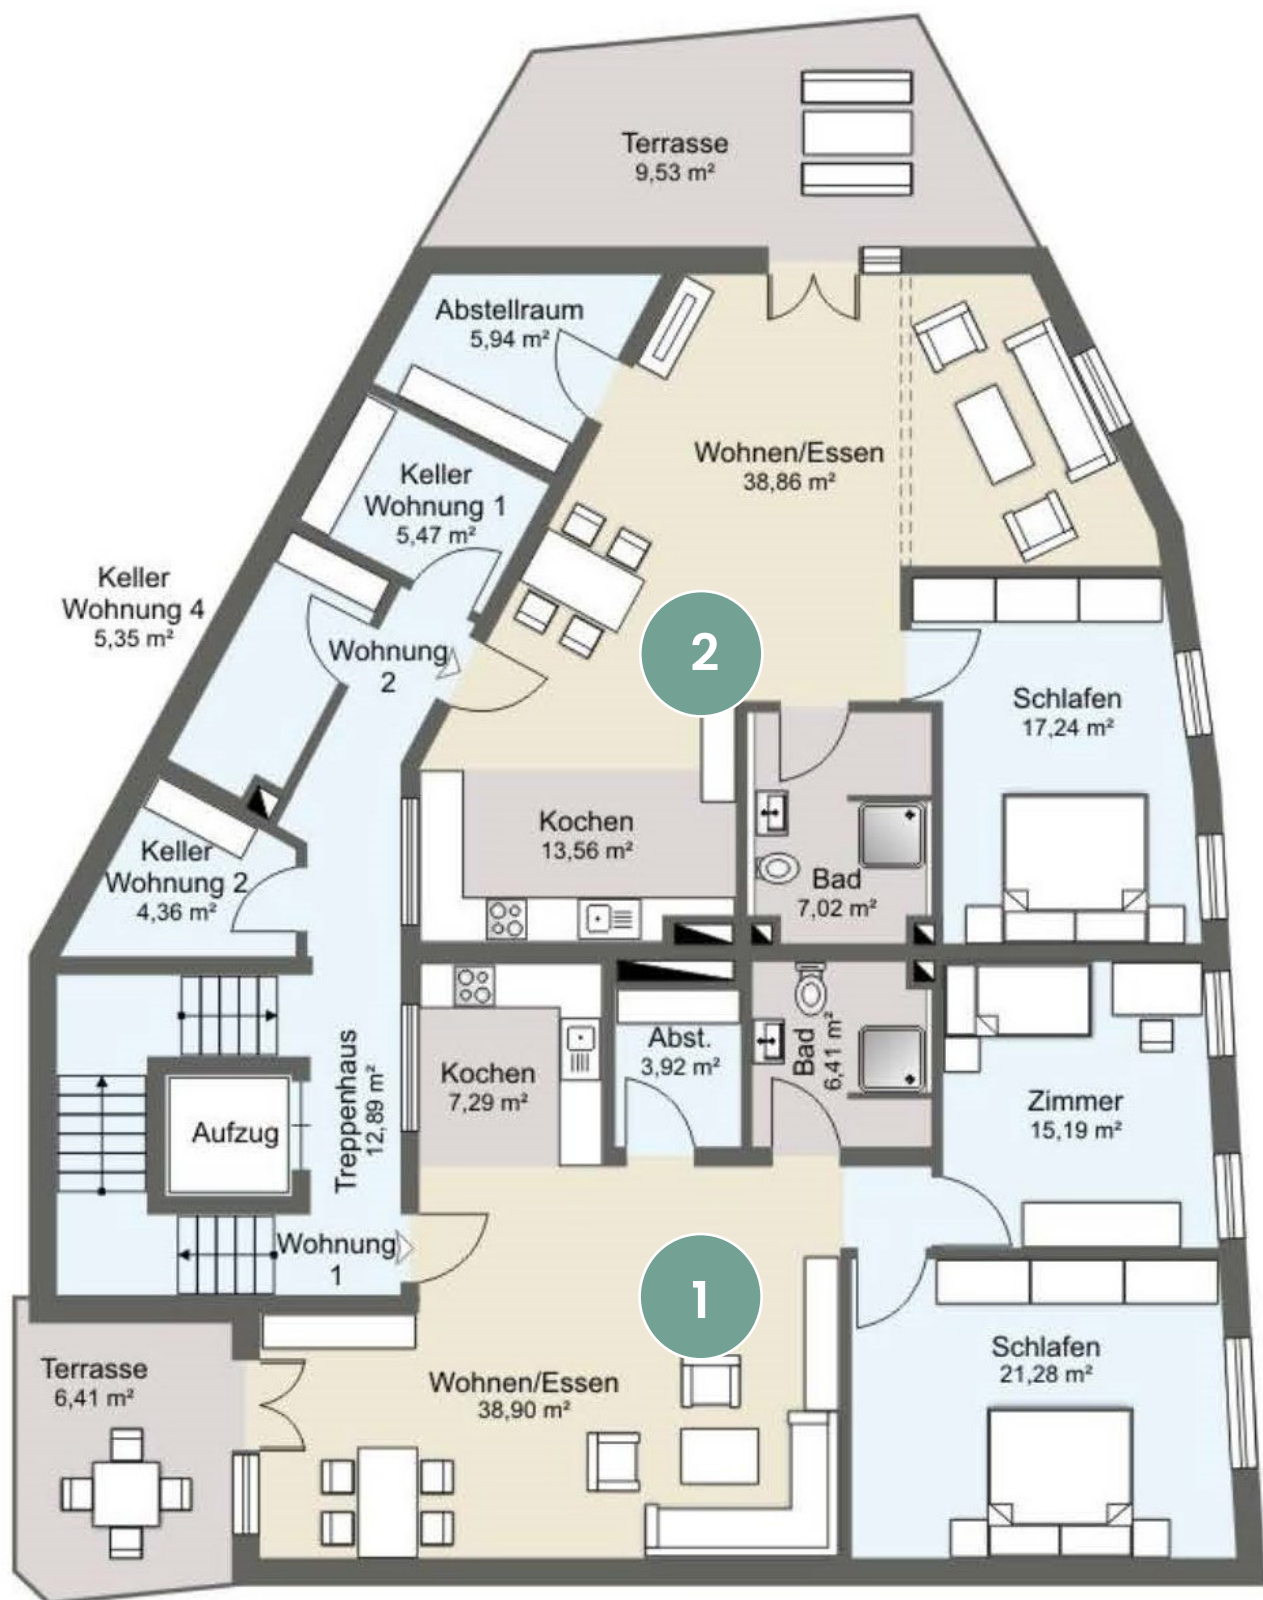 Terrasse
9,53 m²
Abstellraum
5,94 m²
Wohnen/Essen
38,86 m²
Keller
Wohnung 1
5,47 m²
Keller
Wohnung 4
5,35 m²
Wohnung
2
2
Schlafen
17,24 m²
Kochen
13,56 m²
Keller
Wohnung 2
4,36 m²
Bad
7,02 m²
Treppenhaus
12,89 m²
Aufzug
Kochen
7,29 m²
Abst.
3,92 m²
Bad
6,41 m²
Zimmer
15,19 m²
Wohnung
1
1
Terrasse
6,41 m²
Wohnen/Essen
38,90 m²
Schlafen
21,28 m²